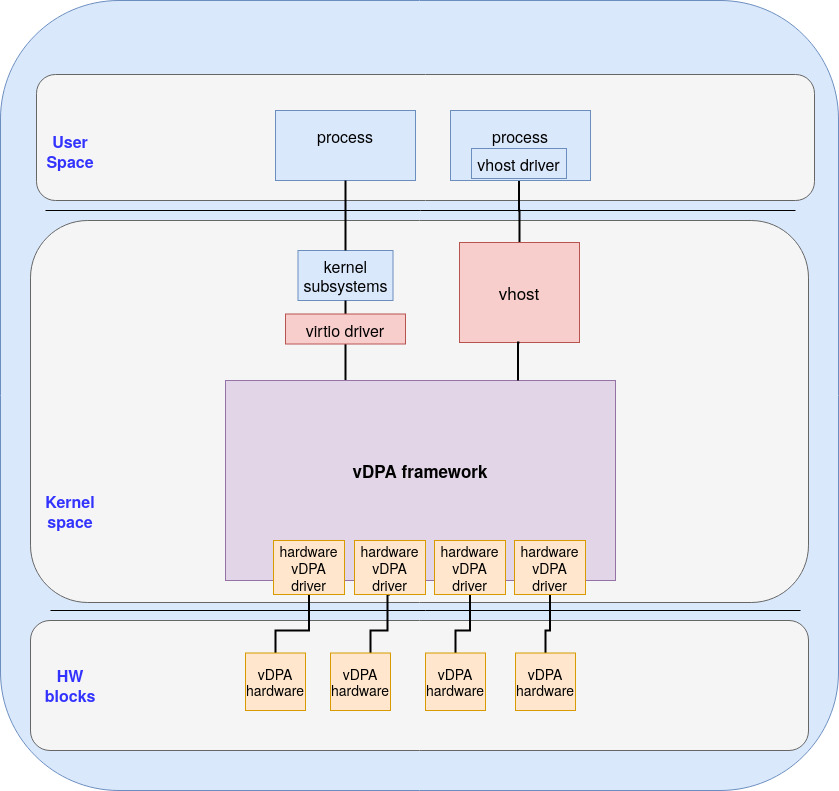 User
Space
process
process
vhost driver
kernel
subsystems
virtio driver
vhost
vDPA framework
Kernel
space
hardware
vDPA
driver
hardware
vDPA
driver
hardware
vDPA
driver
hardware
vDPA
driver
HW
blocks
vDPA
hardware
vDPA
hardware
vDPA
hardware
vDPA
hardware